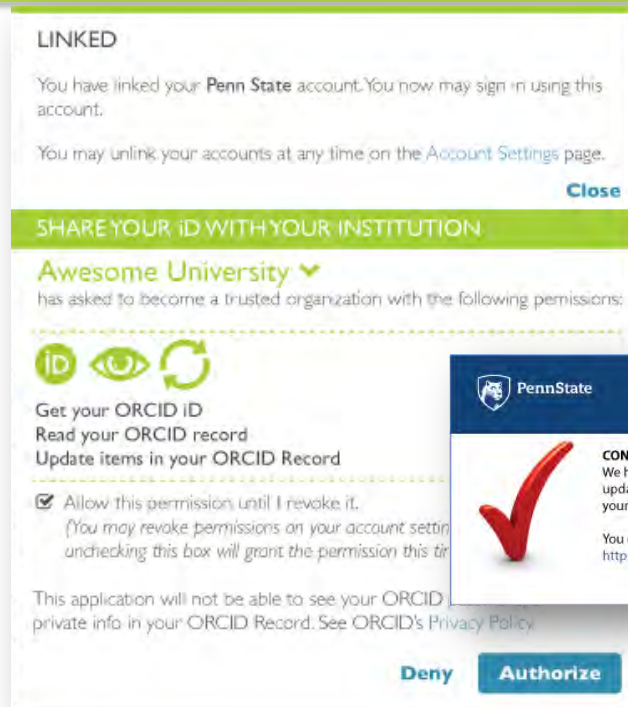 LINKED
You have linked your Penn State account. You now may sign in using this
account.
You may unlink your accounts at any time on the Account Settings page.
Close
SHARE YOUR iD WITH YOUR INSTITUTION
Awesome University
has asked to become a trusted organization with the following pemissions:
iD
Get your ORCID iD
Read your ORCID record
Update items in your ORCID Record
Allow this permission until I revoke it.
(You may revoke permissions on your account settin
unchecking this box will grant the permission this ti
This application will not be able to see your ORCID
private info in your ORCID Record. See ORCID's Privacy Policy
Deny
Authorize
PennState
CON
We h
upda
your
You
http